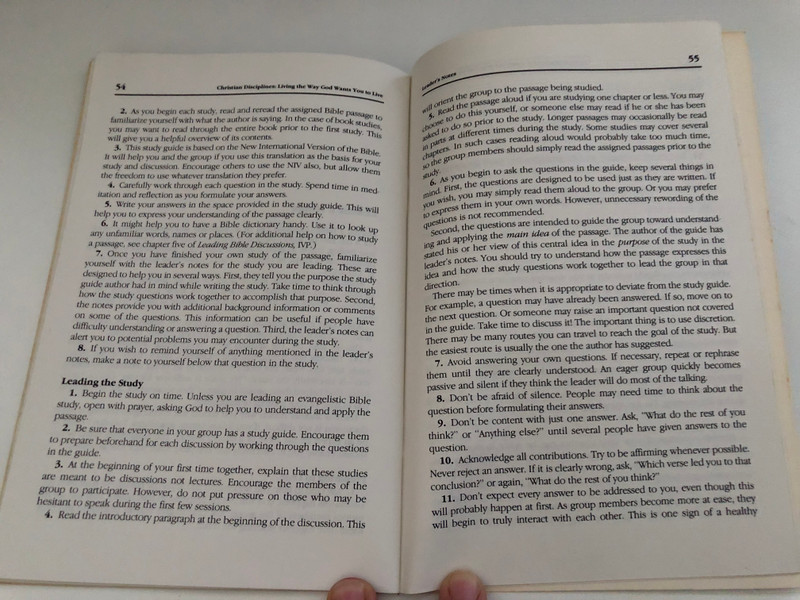 54
Christian Disciplines: Living the Way God Wants You to Live
2. As you begin each study, read and reread the assigned Bible passage to
familiarize yourself with what the author is saying. In the case of book studies,
you may want to read through the entire book prior to the first study. This
will give you a helpful overview of its contents.
3. This study guide is based on the New International Version of the Bible.
It will help you and the group if you use this translation as the basis for your
study and discussion. Encourage others to use the NIV also, but allow them
the freedom to use whatever translation they prefer.
4. Carefully work through each question in the study. Spend time in med-
itation and reflection as you formulate your answers.
5. Write your answers in the space provided in the study guide. This will
help you to express your understanding of the passage clearly.
6. It might help you to have a Bible dictionary handy. Use it to look up
any unfamiliar words, names or places. (For additional help on how to study
a passage, see chapter five of Leading Bible Discussions, IVP.)
7. Once you have finished your own study of the passage, familiarize
yourself with the leader's notes for the study you are leading. These are
designed to help you in several ways. First, they tell you the purpose the study
guide author had in mind while writing the study. Take time to think through
how the study questions work together to accomplish that purpose. Second,
the notes provide you with additional background information or comments
on some of the questions. This information can be useful if people have
difficulty understanding or answering a question. Third, the leader's notes can
alert you to potential problems you may encounter during the study.
8. If you wish to remind yourself of anything mentioned in the leader's
notes, make a note to yourself below that question in the study.
Leading the Study
1. Begin the study on time. Unless you are leading an evangelistic Bible
study, open with prayer, asking God to help you to understand and apply the
passage.
2. Be sure that everyone in your group has a study guide. Encourage them
to prepare beforehand for each discussion by working through the questions
in the guide.
3. At the beginning of your first time together, explain that these studies
are meant to be discussions not lectures. Encourage the members of the
group to participate. However, do not put pressure on those who may be
hesitant to speak during the first few sessions.
4. Read the introductory paragraph at the beginning of the discussion. This
Leader's Notes
55
will orient the group to the passage being studied.
5. Read the passage aloud if you are studying one chapter or less. You may
choose to do this yourself, or someone else may read if he or she has been
asked to do so prior to the study. Longer passages may occasionally be read
in parts at different times during the study. Some studies may cover several
chapters. In such cases reading aloud would probably take too much time,
so the group members should simply read the assigned passages prior to the
study.
6. As you begin to ask the questions in the guide, keep several things in
mind. First, the questions are designed to be used just as they are written. If
you wish, you may simply read them aloud to the group. Or you may prefer
to express them in your own words. However, unnecessary rewording of the
questions is not recommended.
Second, the questions are intended to guide the group toward understand-
ing and applying the main idea of the passage. The author of the guide has
stated his or her view of this central idea in the purpose of the study in the
leader's notes. You should try to understand how the passage expresses this
idea and how the study questions work together to lead the group in that
direction.
There may be times when it is appropriate to deviate from the study guide.
For example, a question may have already been answered. If so, move on to
the next question. Or someone may raise an important question not covered
in the guide. Take time to discuss it! The important thing is to use discretion.
There may be many routes you can travel to reach the goal of the study. But
the easiest route is usually the one the author has suggested.
7. Avoid answering your own questions. If necessary, repeat or rephrase
them until they are clearly understood. An eager group quickly becomes
passive and silent if they think the leader will do most of the talking.
8. Don't be afraid of silence. People may need time to think about the
question before formulating their answers.
9. Don't be content with just one answer. Ask, "What do the rest of you
think?" or "Anything else?" until several people have given answers to the
question.
10. Acknowledge all contributions. Try to be affirming whenever possible.
Never reject an answer. If it is clearly wrong, ask, "Which verse led you to that
conclusion?" or again, "What do the rest of you think?"
11. Don't expect every answer to be addressed to you, even though this
will probably happen at first. As group members become more at ease, they
will begin to truly interact with each other. This is one sign of a healthy